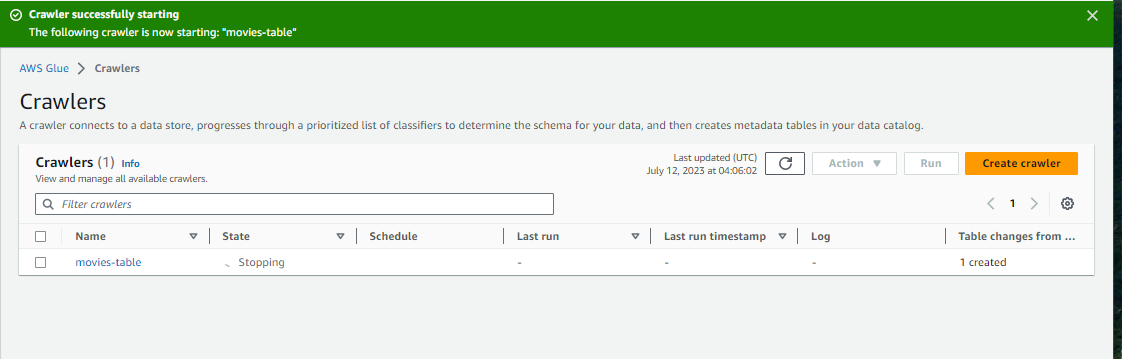 Crawler successfully starting
The following crawler is now starting: "movies-table"
AWS Glue > Crawlers
Crawlers
A crawler connects to a data store, progresses through a prioritized list of classifiers to determine the schema for your data, and then creates metadata tables in your data catalog.
Crawlers (1) Info
View and manage all available crawlers.
Last updated (UTC)
July 12, 2023 at 04:06:02
Action
Run
Create crawler
Filter crawlers
1
Name State Schedule Last run Last run timestamp Log Table changes from ...
movies-table Stopping - - - 1 created